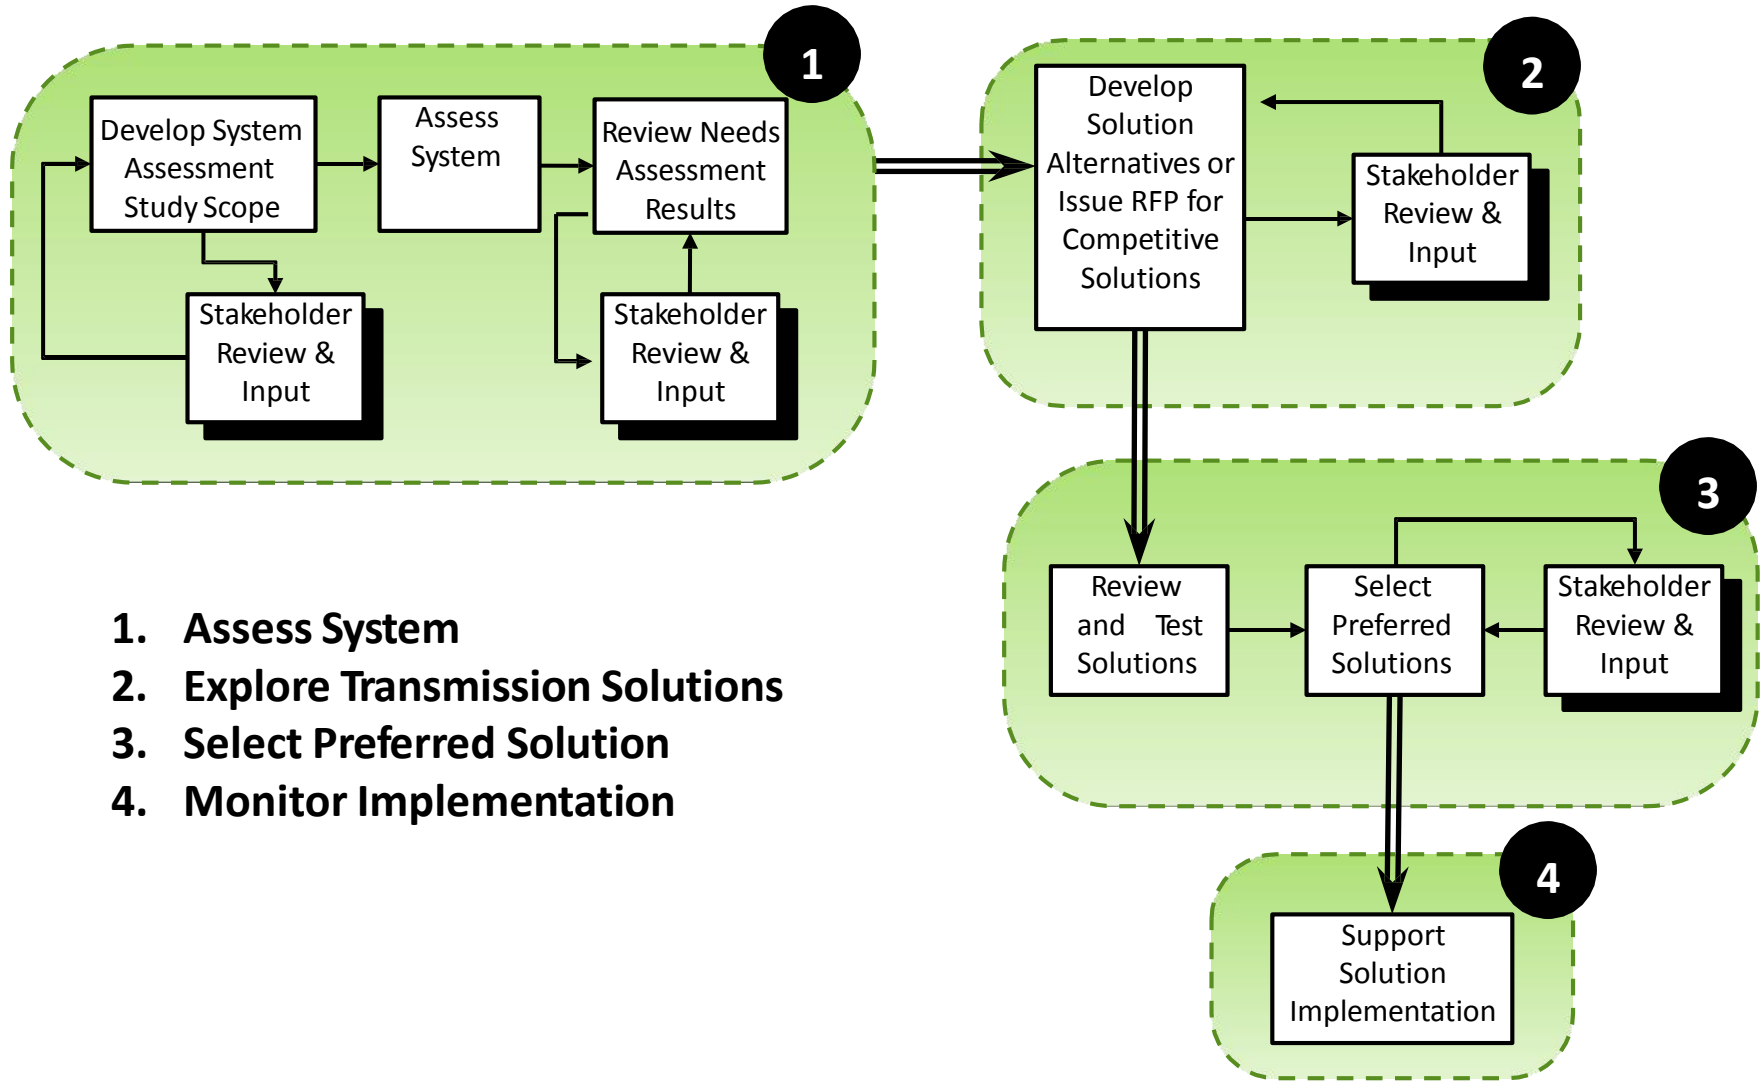 1
Develop System
Assessment
Study Scope
Assess
System
Review Needs
Assessment
Results
Stakeholder
Review &
Input
Stakeholder
Review &
Input
2
Develop
Solution
Alternatives or
Issue RFP for
Competitive
Solutions
Stakeholder
Review &
Input
3
Review
and Test
Solutions
Select
Preferred
Solutions
Stakeholder
Review &
Input
4
Support
Solution
Implementation
1. Assess System
2. Explore Transmission Solutions
3. Select Preferred Solution
4. Monitor Implementation